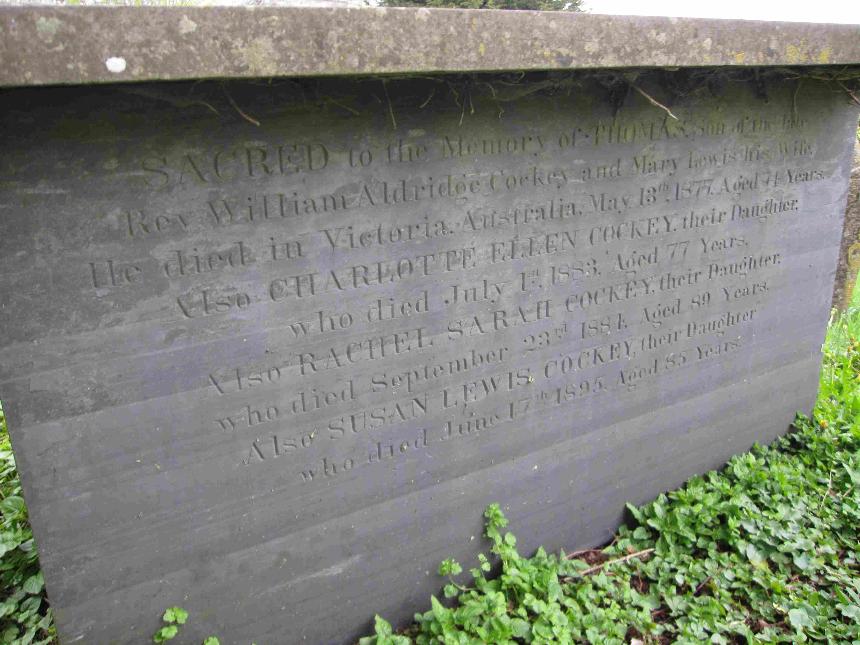 SACRED to the Memory of THOMAS, Son of the late
Rev William Aldridge Cockey and Mary Lewis his Wife,
He died in Victoria, Australia, May 13th, 1877, Aged 74 Years.
Also CHARLOTTE ELLEN COCKEY, their Daughter,
who died July 1st, 1883, Aged 77 Years,
Also RACHEL SARAH COCKEY, their Daughter,
who died September 23rd 1884, Aged 89 Years.
Also SUSAN LEWIS COCKEY, their Daughter
who died June 17th 1895, Aged 85 Years.